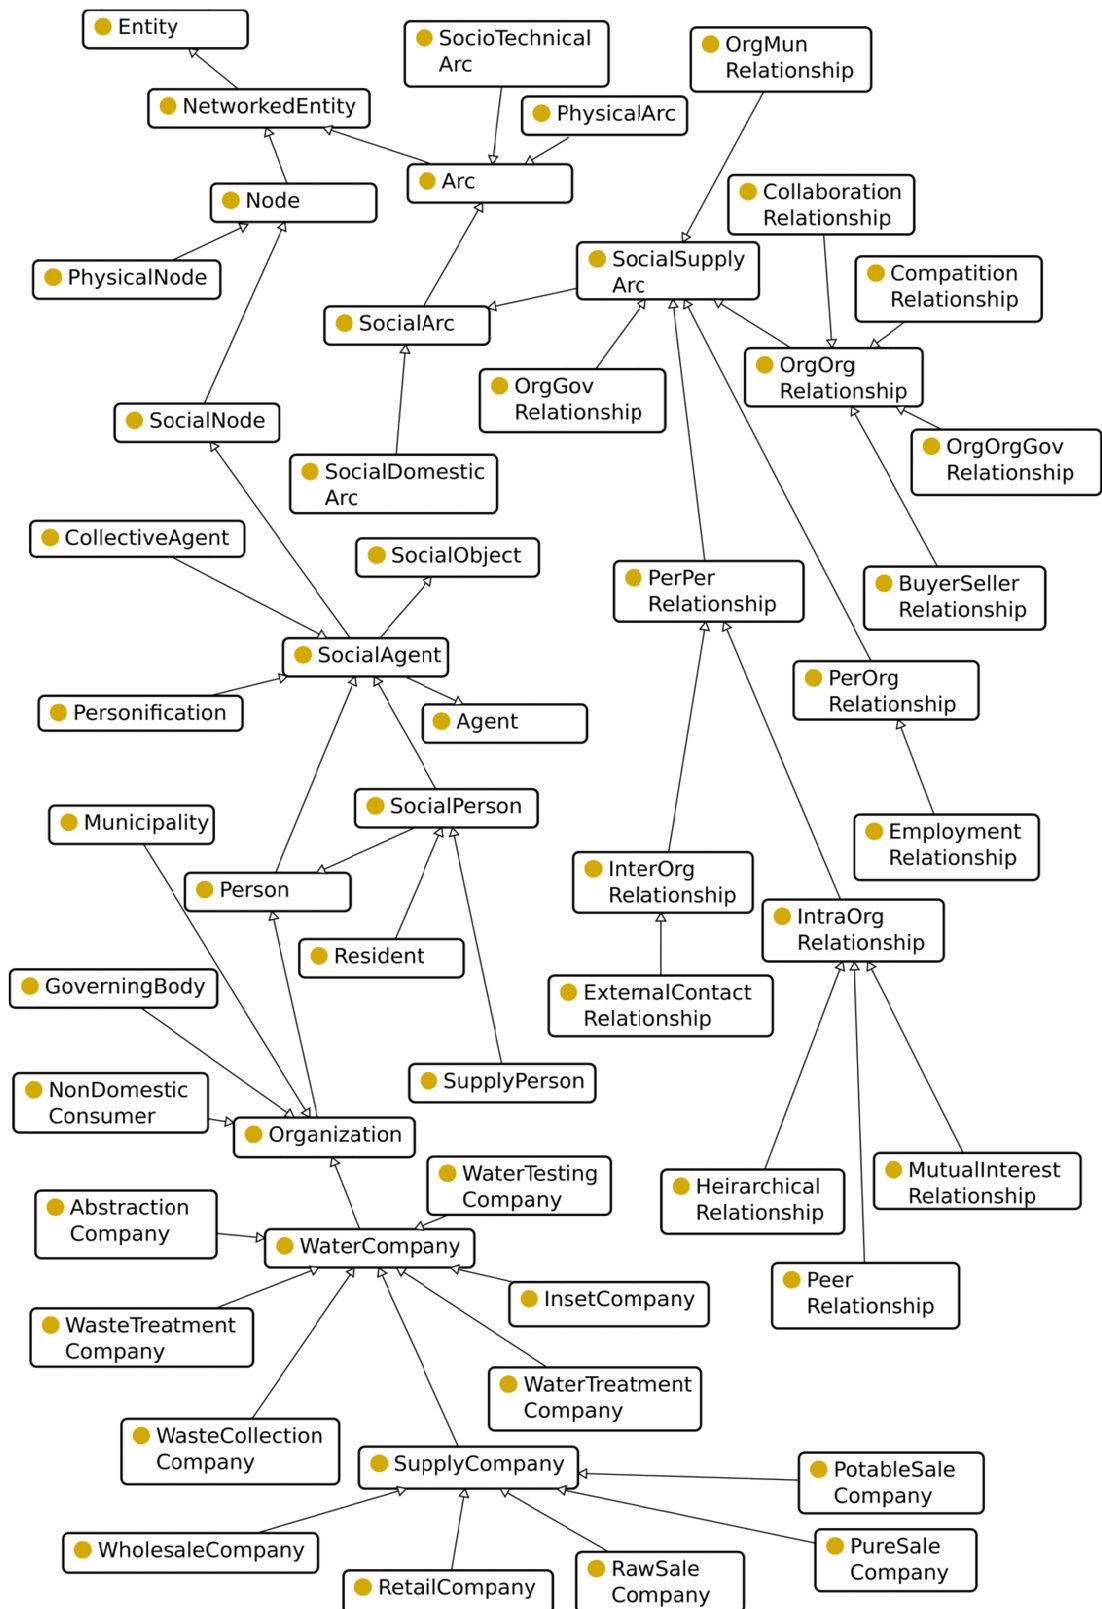 Entity
SocioTechnical
Arc
OrgMun
Relationship
NetworkedEntity
PhysicalArc
Arc
Node
Collaboration
Relationship
PhysicalNode
SocialSupply
Arc
Compatition
Relationship
SocialArc
OrgOrg
Relationship
OrgGov
Relationship
SocialNode
OrgOrgGov
Relationship
SocialDomestic
Arc
CollectiveAgent
SocialObject
PerPer
Relationship
BuyerSeller
Relationship
SocialAgent
PerOrg
Relationship
Personification
Agent
SocialPerson
Municipality
Employment
Relationship
Person
InterOrg
Relationship
IntraOrg
Relationship
Resident
GoverningBody
ExternalContact
Relationship
SupplyPerson
NonDomestic
Consumer
Organization
WaterTesting
Company
Heirarchical
Relationship
MutualInterest
Relationship
Abstraction
Company
WaterCompany
Peer
Relationship
InsetCompany
WasteTreatment
Company
WaterTreatment
Company
WasteCollection
Company
SupplyCompany
PotableSale
Company
WholesaleCompany
PureSale
Company
RawSale
Company
RetailCompany